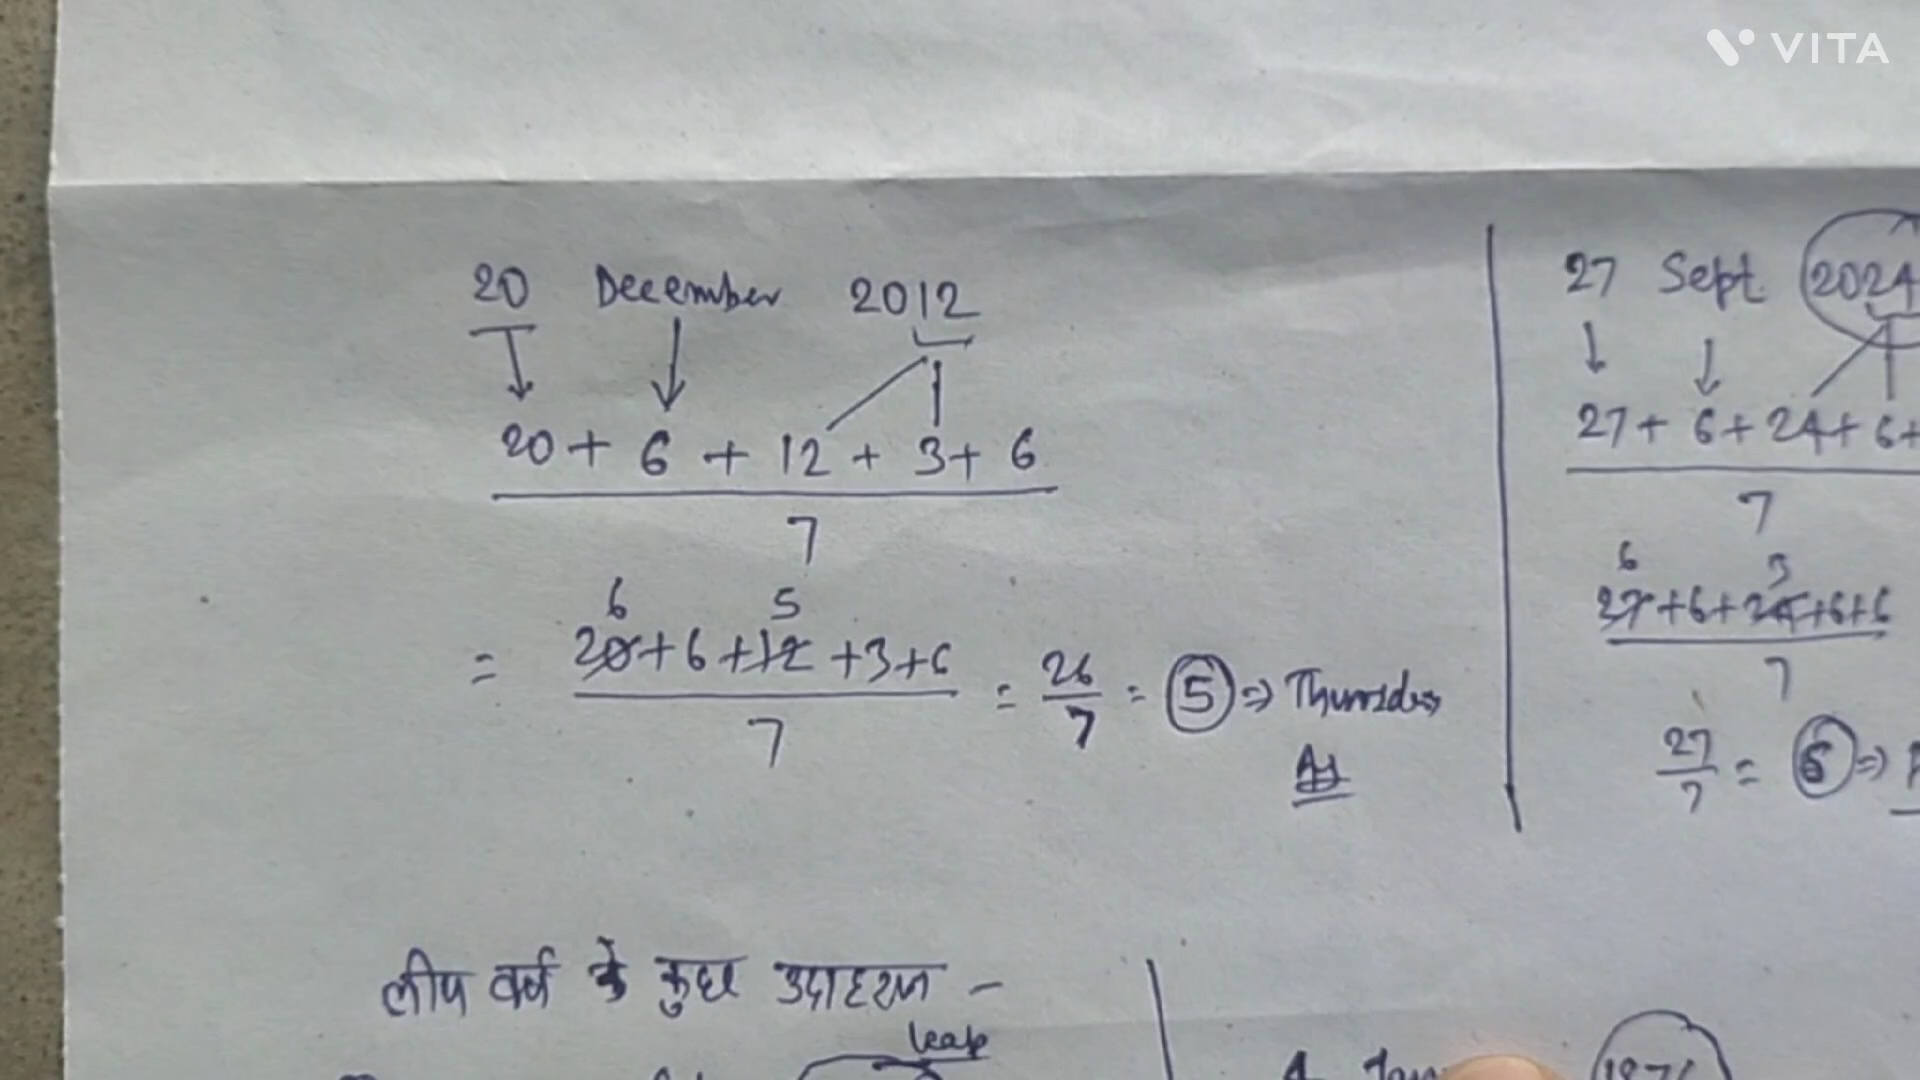 VITA
20 December 2012
20 + 6 + 12 + 3 + 6
7
6 5
= 20+6+12+3+6 = 26 = 5 => Thursday
7 7
Ans
27 Sept 2024
27+ 6+24+6+
7
6 3
27+6+24+6+6
7
27 = 6 =>
7
लीप वर्ष के कुछ उदाहरण -
leap